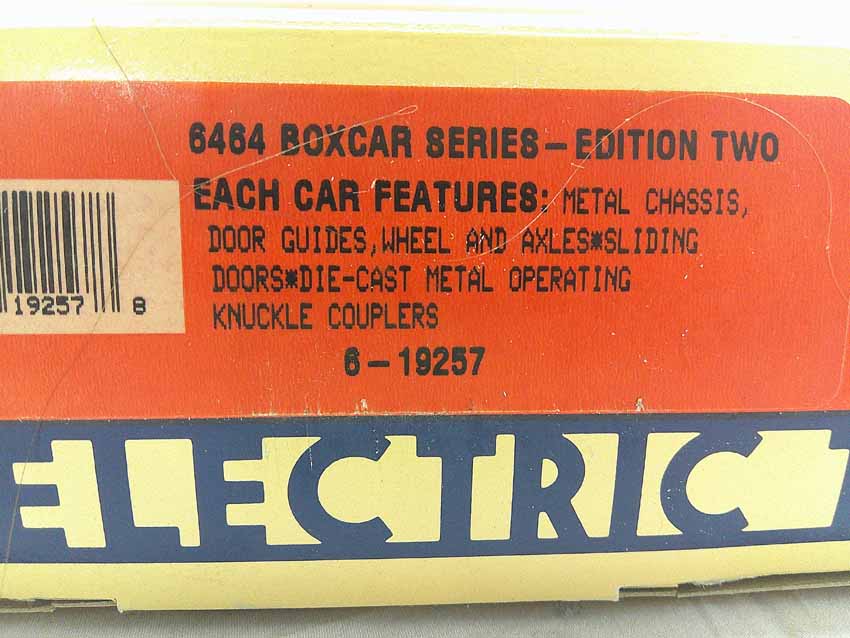 6464 BOXCAR SERIES – EDITION TWO
EACH CAR FEATURES: METAL CHASSIS,
DOOR GUIDES,WHEEL AND AXLES*SLIDING
DOORS*DIE-CAST METAL OPERATING
KNUCKLE COUPLERS
6 – 19257
19257 8
ELECTRIC